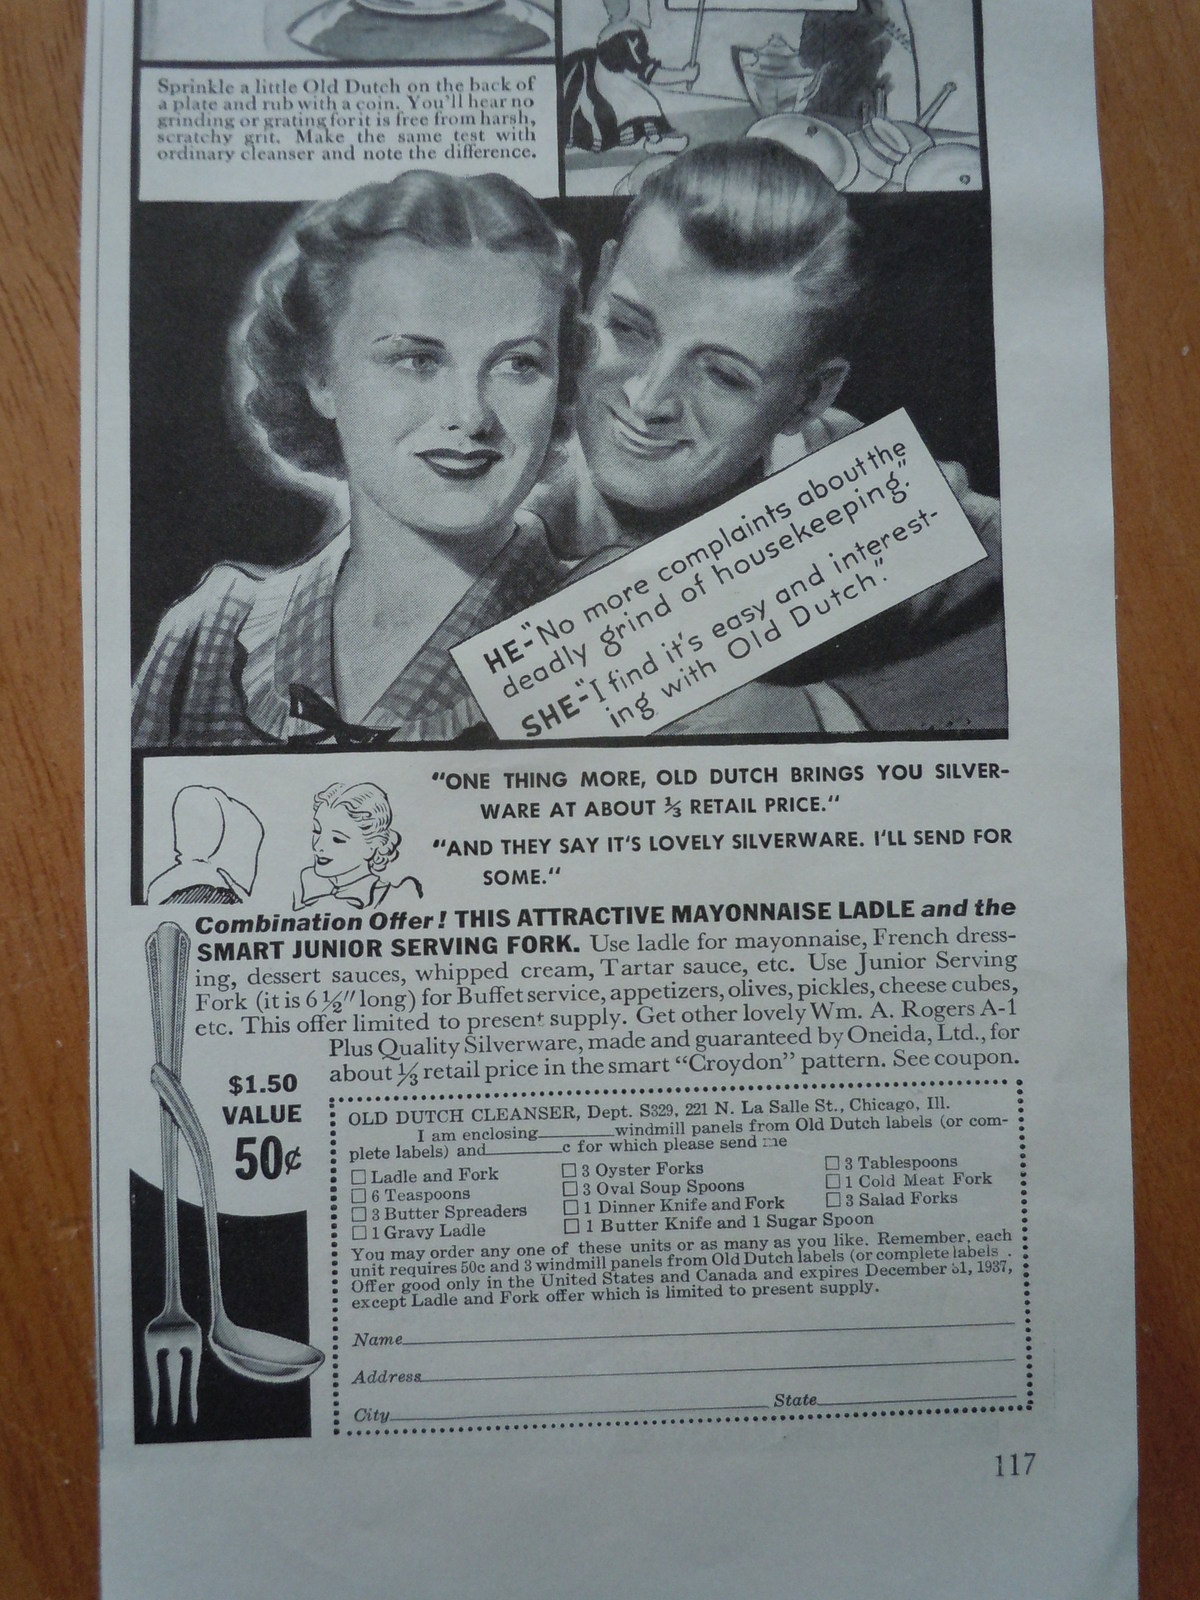 Sprinkle a little Old Dutch on the back of
a plate and rub with a coin. You'll hear no
grinding or grating for it is free from harsh,
scratchy grit. Make the same test with
ordinary cleanser and note the difference.
HE-"No more complaints about the
deadly grind of housekeeping."
SHE-"I find it's easy and interest-
ing with Old Dutch."
"ONE THING MORE, OLD DUTCH BRINGS YOU SILVER-
WARE AT ABOUT ⅓ RETAIL PRICE."
"AND THEY SAY IT'S LOVELY SILVERWARE. I'LL SEND FOR
SOME."
Combination Offer! THIS ATTRACTIVE MAYONNAISE LADLE and the
SMART JUNIOR SERVING FORK. Use ladle for mayonnaise, French dress-
ing, dessert sauces, whipped cream, Tartar sauce, etc. Use Junior Serving
Fork (it is 6½" long) for Buffet service, appetizers, olives, pickles, cheese cubes,
etc. This offer limited to present supply. Get other lovely Wm. A. Rogers A-1
Plus Quality Silverware, made and guaranteed by Oneida, Ltd., for
about ⅓ retail price in the smart "Croydon" pattern. See coupon.
$1.50
VALUE
50¢
OLD DUTCH CLEANSER, Dept. S329, 221 N. La Salle St., Chicago, Ill.
I am enclosing________windmill panels from Old Dutch labels (or com-
plete labels) and________c for which please send me
☐ Ladle and Fork ☐ 3 Oyster Forks ☐ 3 Tablespoons
☐ 6 Teaspoons ☐ 3 Oval Soup Spoons ☐ 1 Cold Meat Fork
☐ 3 Butter Spreaders ☐ 1 Dinner Knife and Fork ☐ 3 Salad Forks
☐ 1 Gravy Ladle ☐ 1 Butter Knife and 1 Sugar Spoon
You may order any one of these units or as many as you like. Remember, each
unit requires 50c and 3 windmill panels from Old Dutch labels (or complete labels).
Offer good only in the United States and Canada and expires December 31, 1937,
except Ladle and Fork offer which is limited to present supply.
Name
Address
City State
117